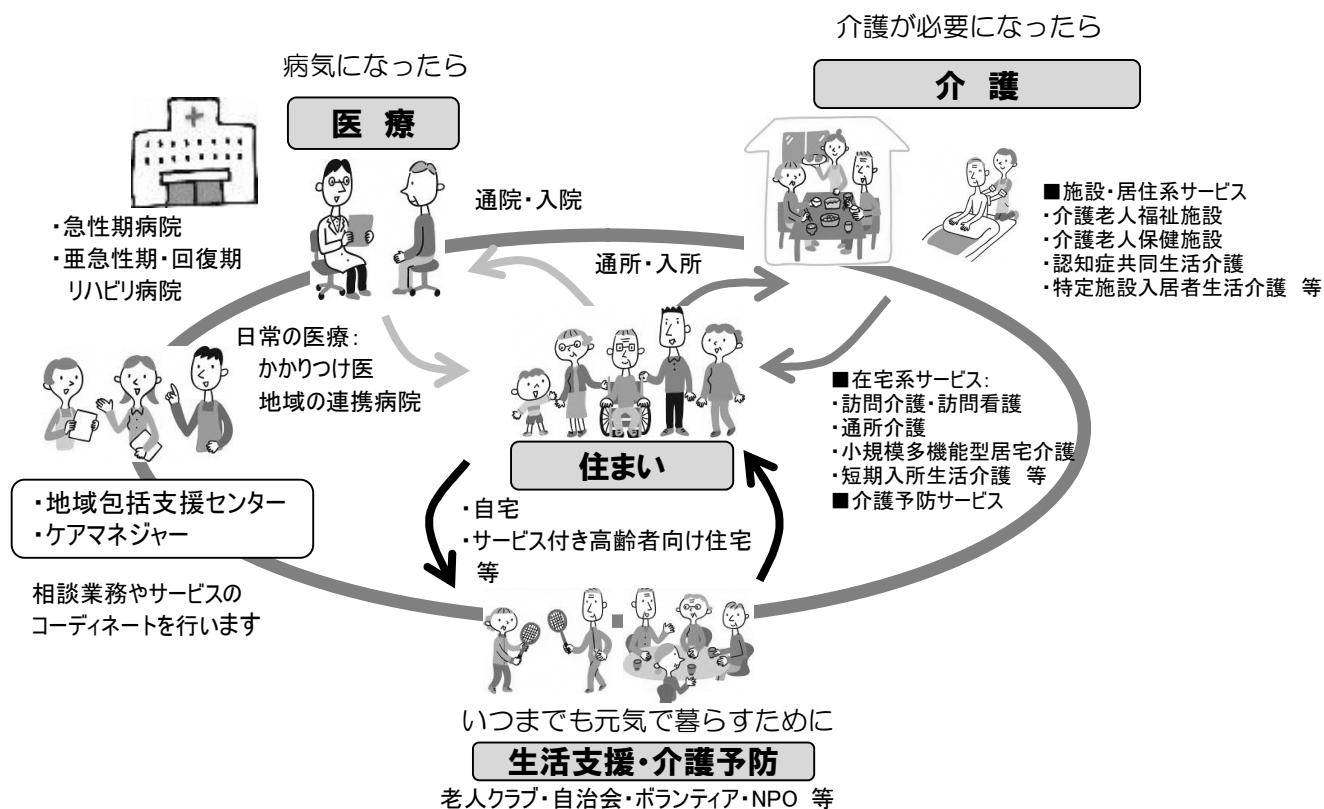 介護が必要になったら
介 護
病気になったら
医 療
・急性期病院
・亜急性期・回復期
リハビリ病院
通院・入院
通所・入所
■施設・居住系サービス
・介護老人福祉施設
・介護老人保健施設
・認知症共同生活介護
・特定施設入居者生活介護 等
日常の医療：
かかりつけ医
地域の連携病院
■在宅系サービス：
・訪問介護・訪問看護
・通所介護
・小規模多機能型居宅介護
・短期入所生活介護 等
■介護予防サービス
住まい
・自宅
・サービス付き高齢者向け住宅
等
・地域包括支援センター
・ケアマネジャー
相談業務やサービスの
コーディネートを行います
いつまでも元気で暮らすために
生活支援・介護予防
老人クラブ・自治会・ボランティア・NPO 等